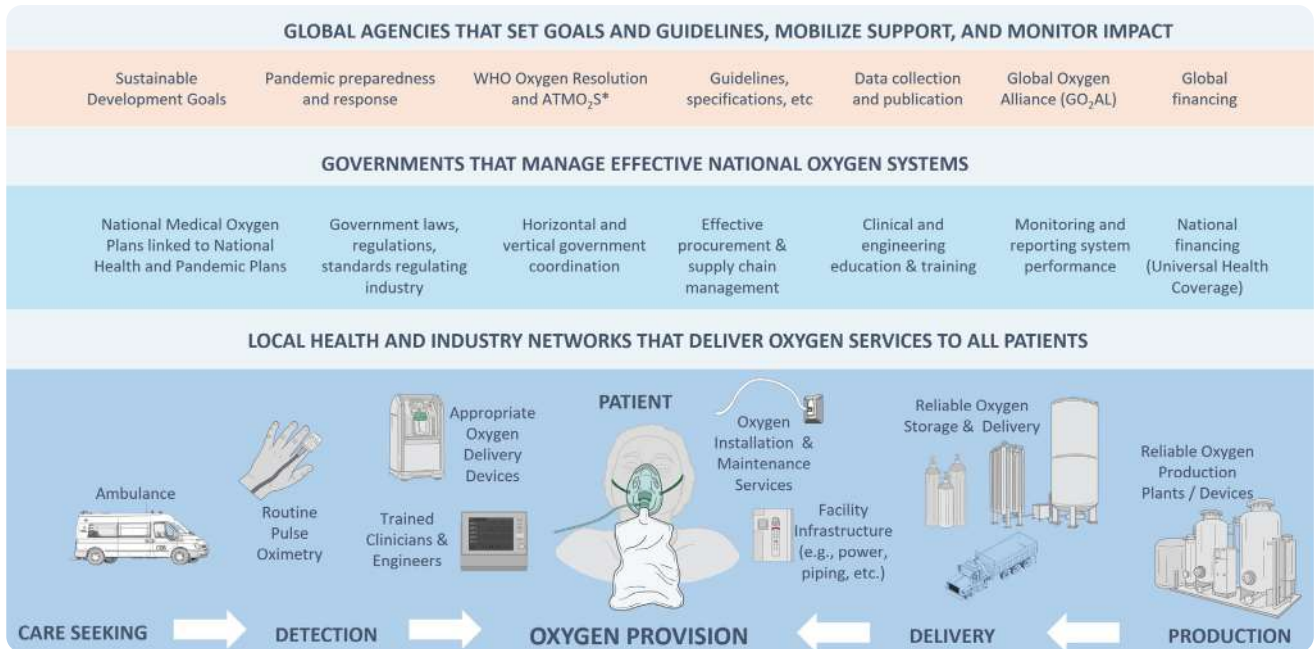 GLOBAL AGENCIES THAT SET GOALS AND GUIDELINES, MOBILIZE SUPPORT, AND MONITOR IMPACT
Sustainable
Development Goals
Pandemic preparedness
and response
WHO Oxygen Resolution
and ATMO₂S*
Guidelines,
specifications, etc
Data collection
and publication
Global Oxygen
Alliance (GO₂AL)
Global
financing
GOVERNMENTS THAT MANAGE EFFECTIVE NATIONAL OXYGEN SYSTEMS
National Medical Oxygen
Plans linked to National
Health and Pandemic Plans
Government laws,
regulations,
standards regulating
industry
Horizontal and
vertical government
coordination
Effective
procurement &
supply chain
management
Clinical and
engineering
education & training
Monitoring and
reporting system
performance
National
financing
(Universal Health
Coverage)
LOCAL HEALTH AND INDUSTRY NETWORKS THAT DELIVER OXYGEN SERVICES TO ALL PATIENTS
Ambulance
Routine
Pulse
Oximetry
Appropriate
Oxygen
Delivery
Devices
Trained
Clinicians &
Engineers
PATIENT
Oxygen
Installation &
Maintenance
Services
Facility
Infrastructure
(e.g., power,
piping, etc.)
Reliable Oxygen
Storage & Delivery
Reliable Oxygen
Production
Plants / Devices
CARE SEEKING
DETECTION
OXYGEN PROVISION
DELIVERY
PRODUCTION